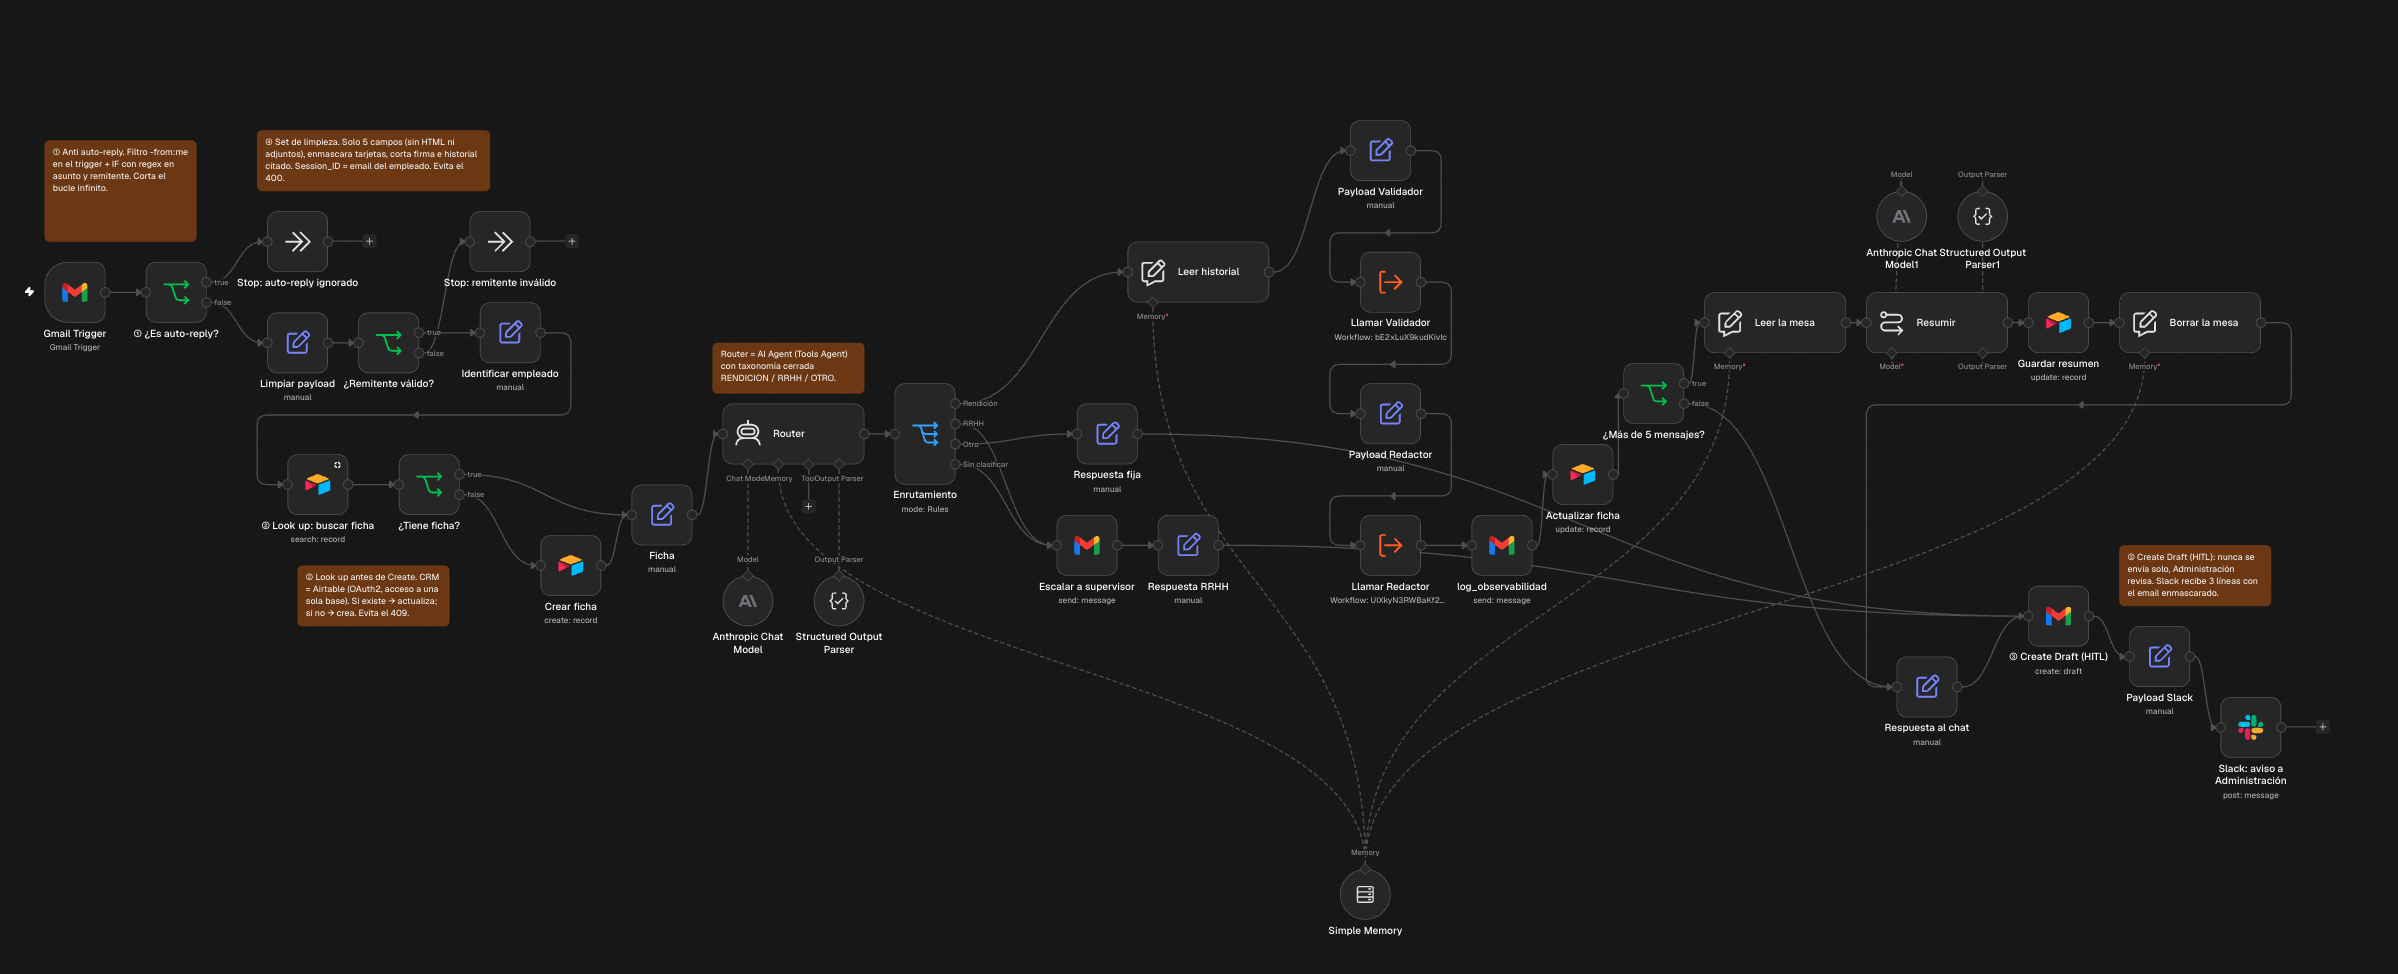 ① Anti auto-reply. Filtro -from:me
en el trigger + IF con regex en
asunto y remitente. Corta el
bucle infinito.
④ Set de limpieza. Solo 5 campos (sin HTML ni
adjuntos), enmascara tarjetas, corta firma e historial
citado. Session_ID = email del empleado. Evita el
400.
Gmail Trigger
Gmail Trigger
① ¿Es auto-reply?
true
false
Stop: auto-reply ignorado
Limpiar payload
manual
¿Remitente válido?
true
false
Stop: remitente inválido
Identificar empleado
manual
② Look up: buscar ficha
search: record
¿Tiene ficha?
true
false
② Look up antes de Create. CRM
= Airtable (OAuth2, acceso a una
sola base). Si existe → actualiza;
si no → crea. Evita el 409.
Crear ficha
create: record
Ficha
manual
Router = AI Agent (Tools Agent)
con taxonomía cerrada
RENDICION / RRHH / OTRO.
Router
Chat Model
Memory
Tool
Output Parser
Model
Anthropic Chat
Model
Output Parser
Structured Output
Parser
Enrutamiento
mode: Rules
Rendición
RRHH
Otro
Sin clasificar
Leer historial
Memory*
Respuesta fija
manual
Escalar a supervisor
send: message
Respuesta RRHH
manual
Payload Validador
manual
Llamar Validador
Workflow: bE2xLuX9kudKivIc
Payload Redactor
manual
Llamar Redactor
Workflow: UIXkyN3RWBaKf2...
log_observabilidad
send: message
Actualizar ficha
update: record
¿Más de 5 mensajes?
true
false
Leer la mesa
Memory*
Model
Anthropic Chat
Model1
Output Parser
Structured Output
Parser1
Resumir
Model*
Output Parser
Guardar resumen
update: record
Borrar la mesa
Memory*
Respuesta al chat
manual
③ Create Draft (HITL): nunca se
envía solo, Administración
revisa. Slack recibe 3 líneas con
el email enmascarado.
③ Create Draft (HITL)
create: draft
Payload Slack
manual
Slack: aviso a
Administración
post: message
Memory
Simple Memory